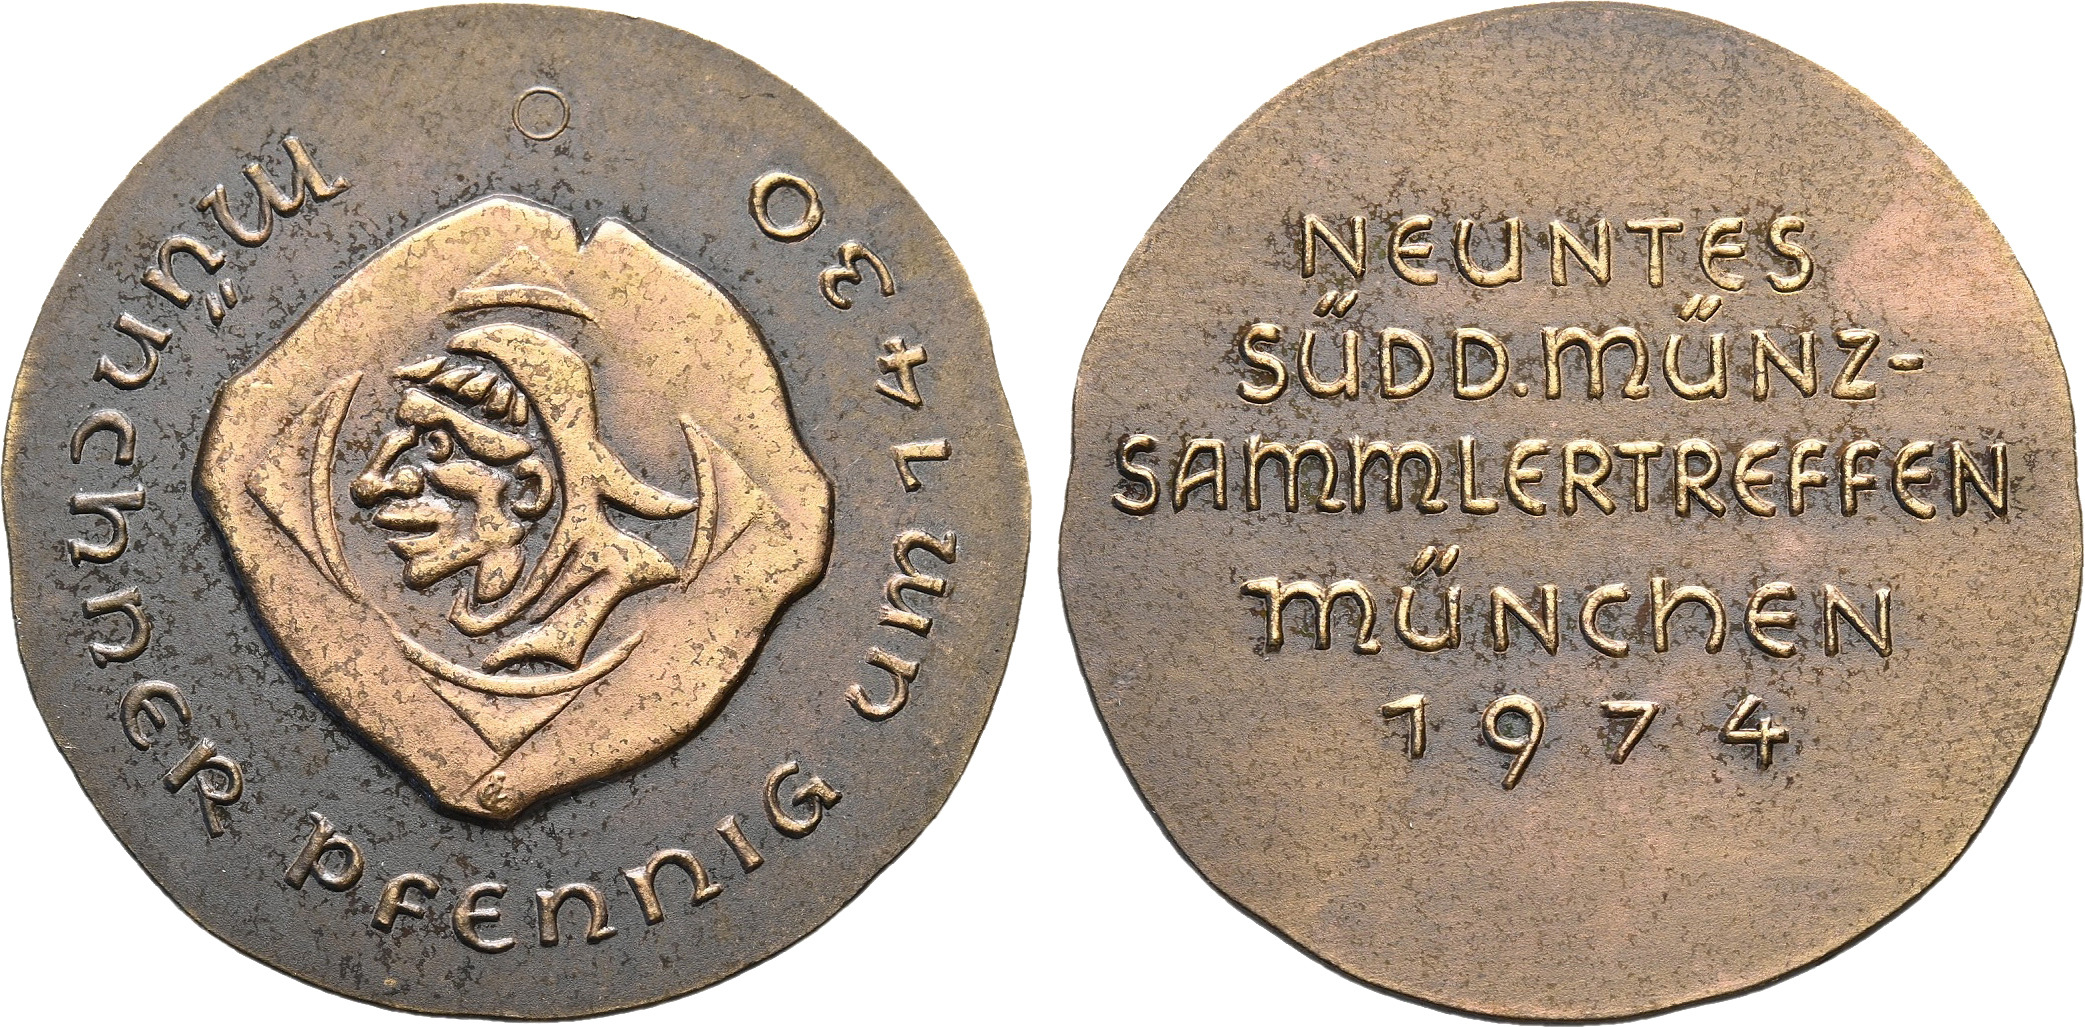 MÜNCHNER PFENNIG UM 1430
NEUNTES
SÜDD. MÜNZ-
SAMMLERTREFFEN
MÜNCHEN
1974